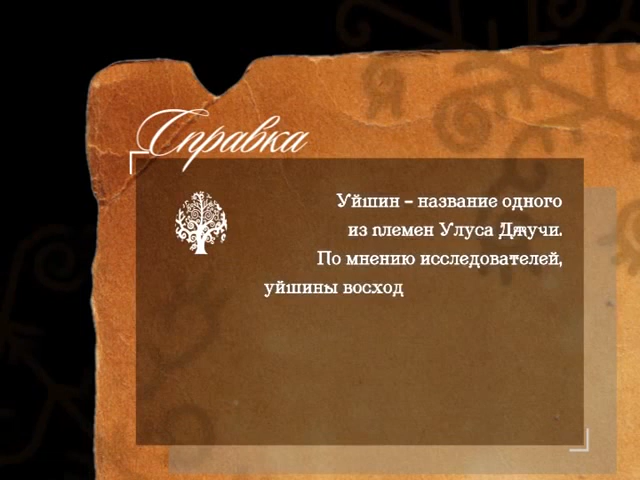 Справка
Уйшин – название одного
из племен Улуса Джучи.
По мнению исследователей,
уйшины восход